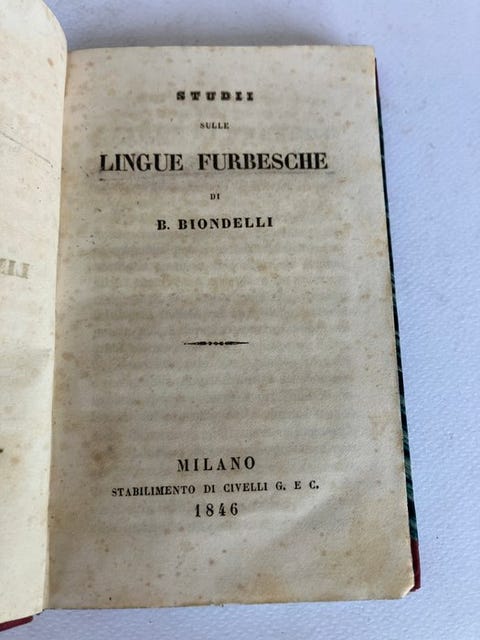 STUDII
SULLE
LINGUE FURBESCHE
DI
B. BIONDELLI
MILANO
STABILIMENTO DI CIVELLI G. E C.
1846